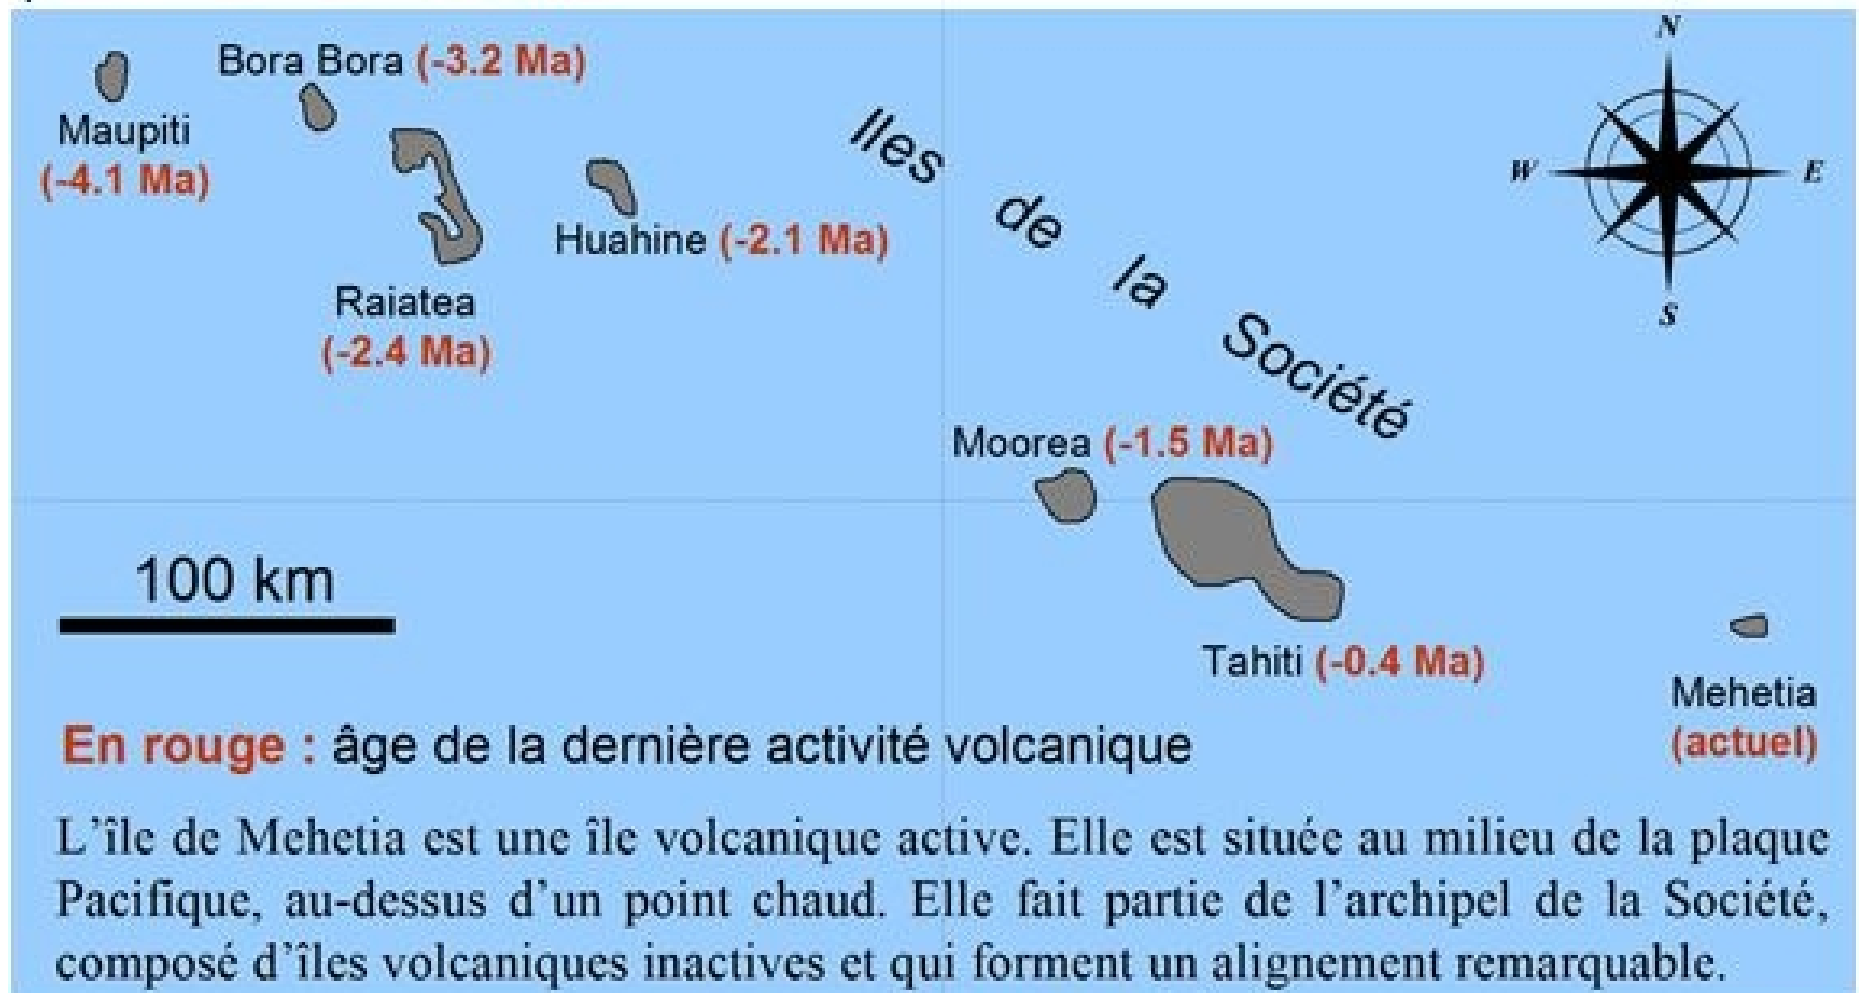 Bora Bora (-3.2 Ma)
Maupiti
(-4.1 Ma)
Huahine (-2.1 Ma)
Raiatea
(-2.4 Ma)
Iles de la Société
N
W
E
S
Moorea (-1.5 Ma)
100 km
Tahiti (-0.4 Ma)
Mehetia
(actuel)
En rouge : âge de la dernière activité volcanique
L'île de Mehetia est une île volcanique active. Elle est située au milieu de la plaque
Pacifique, au-dessus d'un point chaud. Elle fait partie de l'archipel de la Société,
composé d'îles volcaniques inactives et qui forment un alignement remarquable.